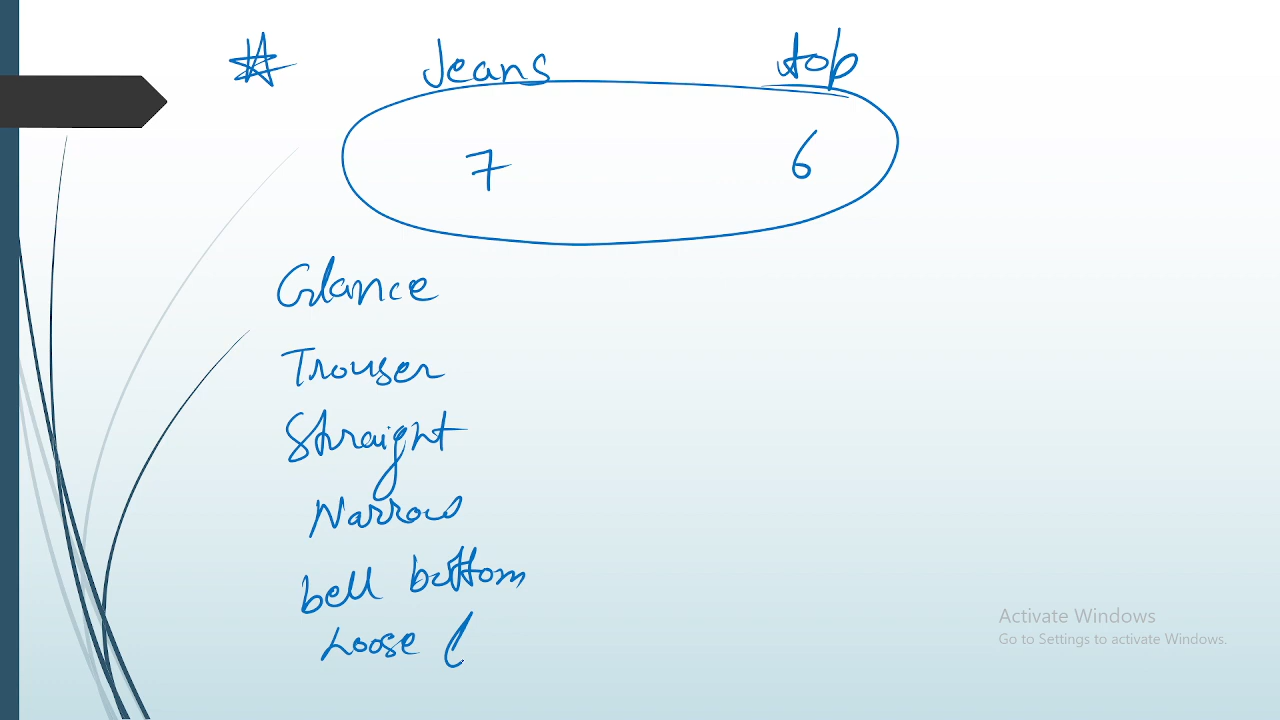 Jeans top
7 6
Glance
Trouser
Straight
Narrow
bell bottom
Loose (
Activate Windows
Go to Settings to activate Windows.